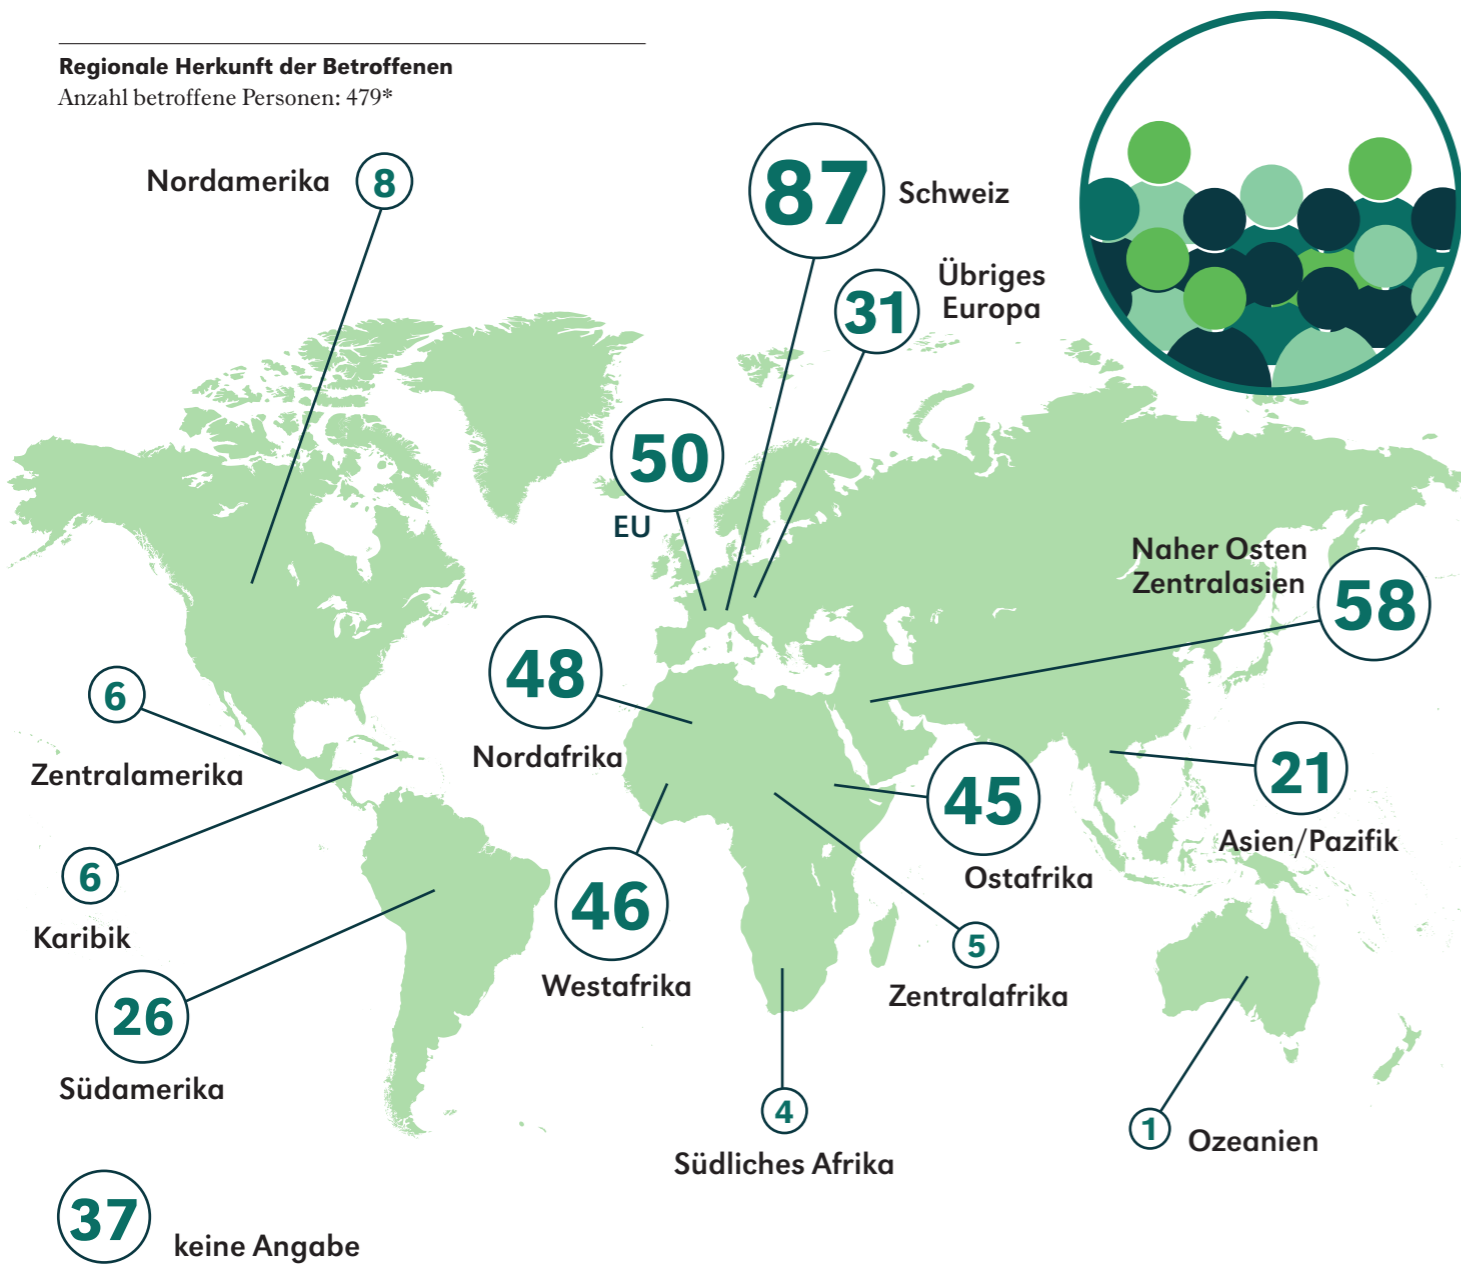 Regionale Herkunft der Betroffenen
Anzahl betroffene Personen: 479*
Nordamerika
8
87
Schweiz
31
Übriges
Europa
50
EU
Naher Osten
Zentralasien
58
48
Nordafrika
6
Zentralamerika
6
Karibik
26
Südamerika
46
Westafrika
45
Ostafrika
21
Asien/Pazifik
5
Zentralafrika
4
Südliches Afrika
1
Ozeanien
37
keine Angabe